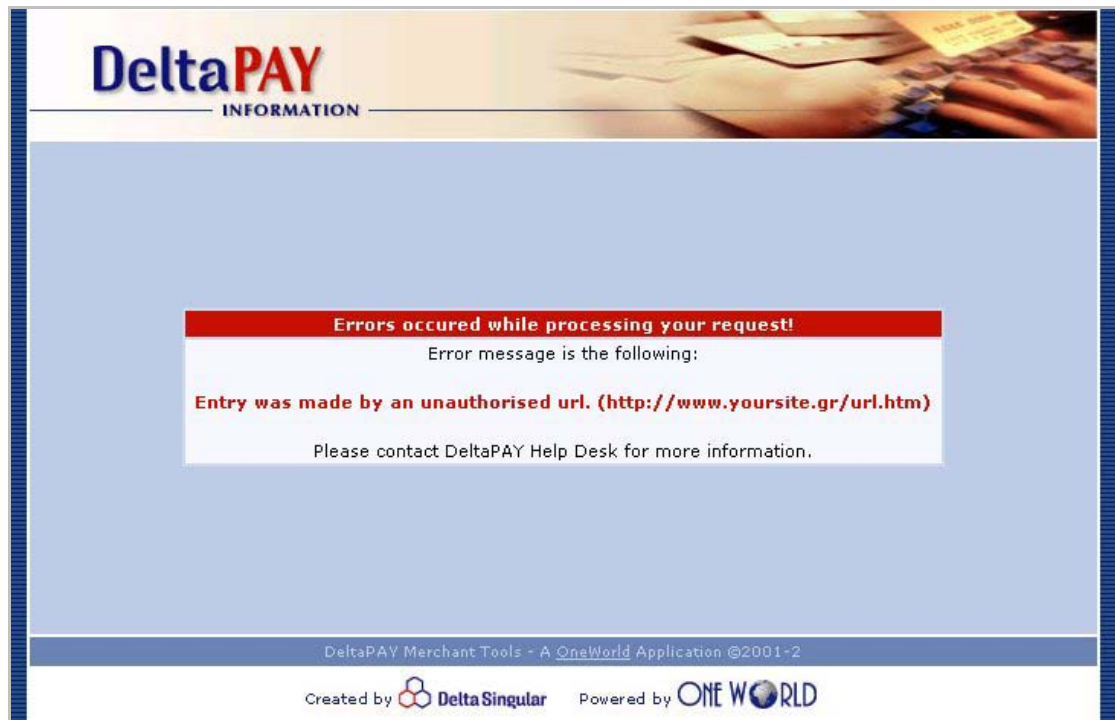 DeltaPAY
INFORMATION
Errors occured while processing your request!
Error message is the following:
Entry was made by an unauthorised url. (http://www.yoursite.gr/url.htm)
Please contact DeltaPAY Help Desk for more information.
DeltaPAY Merchant Tools - A OneWorld Application ©2001-2
Created by Delta Singular Powered by ONE WORLD